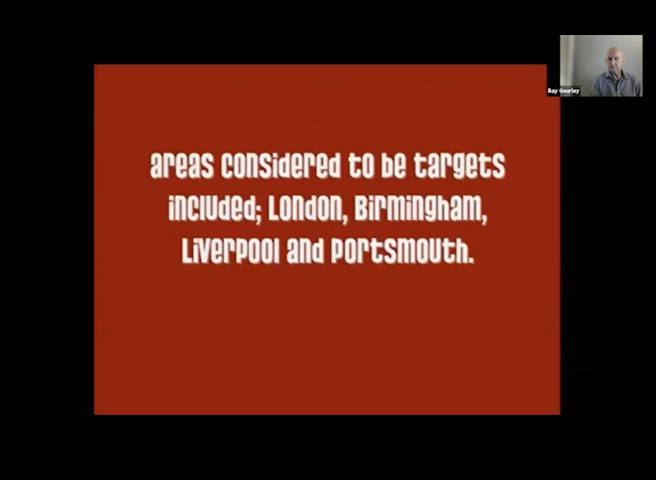 areas considered to be targets
included; London, Birmingham,
Liverpool and Portsmouth.
Ray Gourley